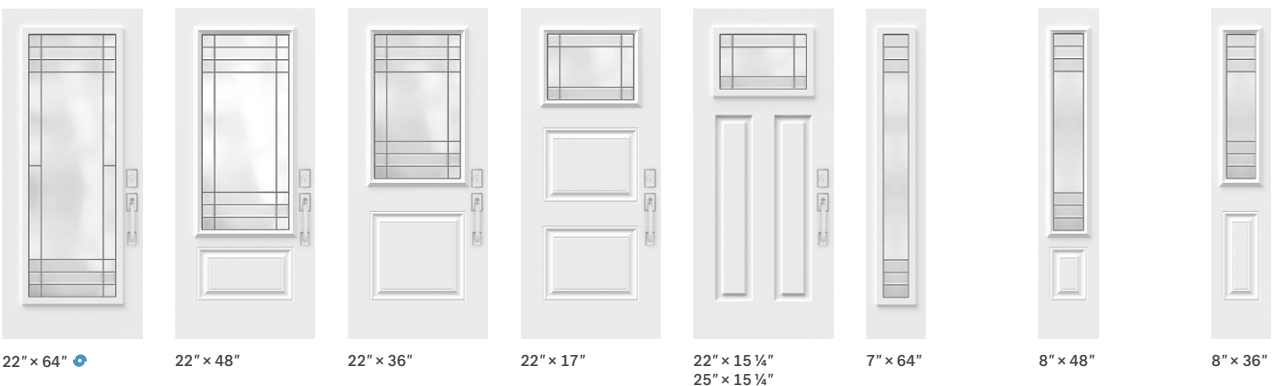 22″ × 64″
22″ × 48″
22″ × 36″
22″ × 17″
22″ × 15 ¼″
25″ × 15 ¼″
7″ × 64″
8″ × 48″
8″ × 36″